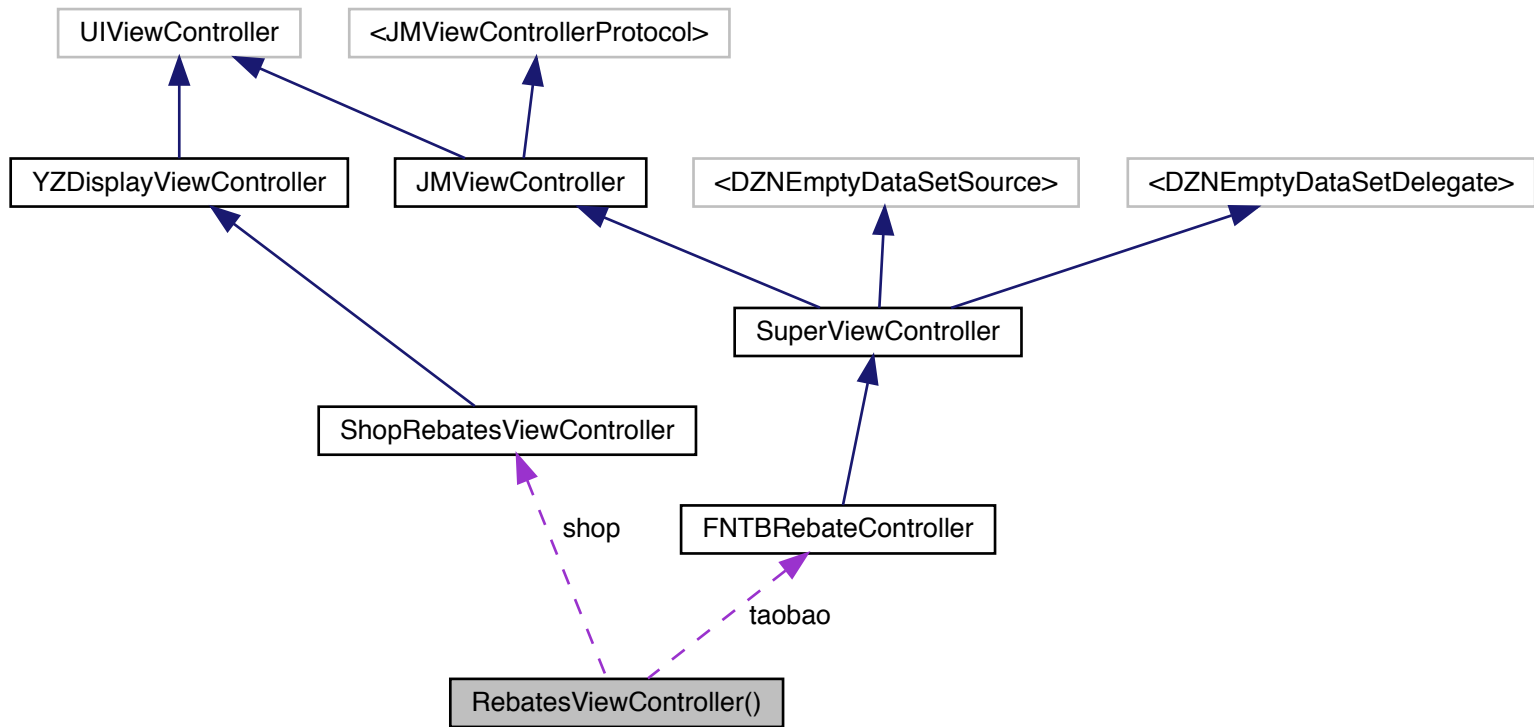 UIViewController
<JMViewControllerProtocol>
YZDisplayViewController
JMViewController
<DZNEmptyDataSetSource>
<DZNEmptyDataSetDelegate>
SuperViewController
ShopRebatesViewController
FNTBRebateController
shop
taobao
RebatesViewController()